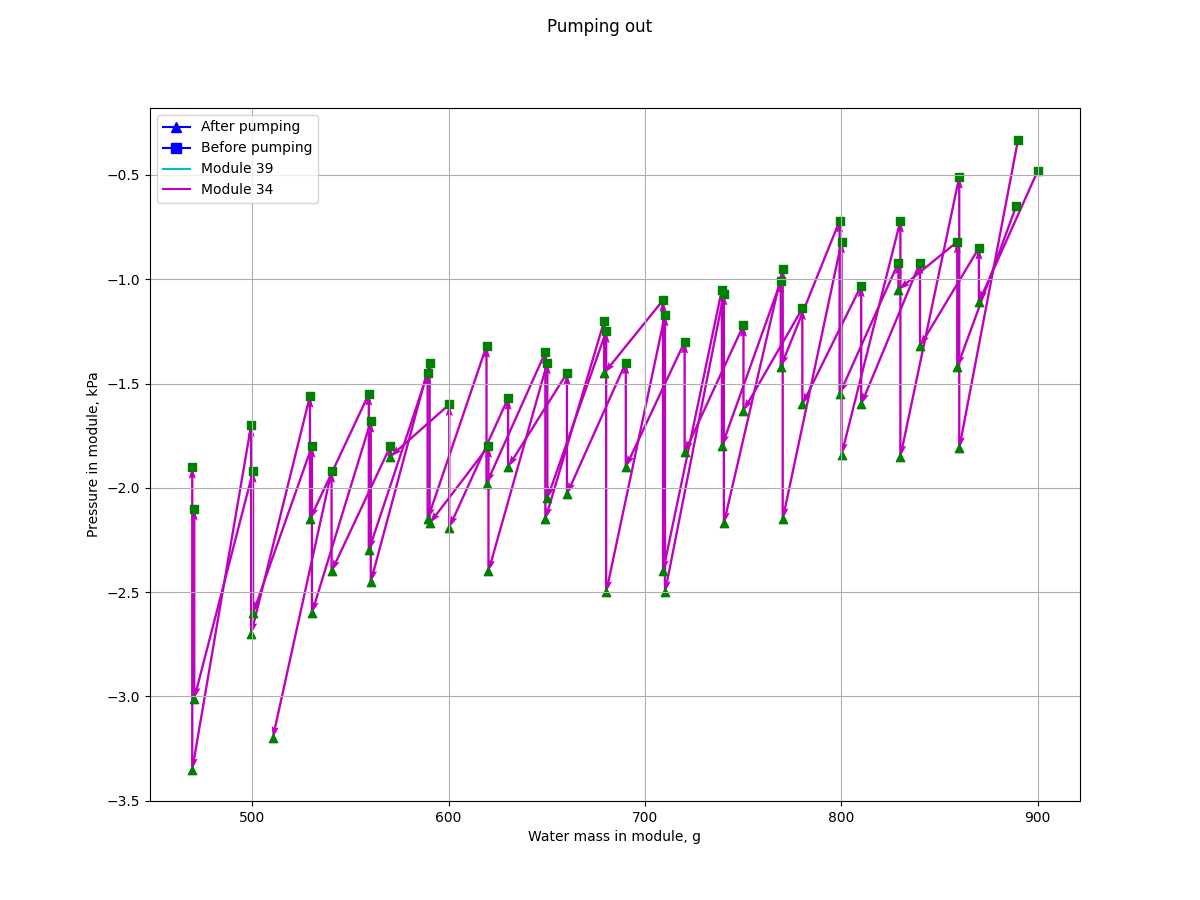 Pumping out
After pumping
Before pumping
Module 39
Module 34
Pressure in module, kPa
−0.5
−1.0
−1.5
−2.0
−2.5
−3.0
−3.5
500
600
700
800
900
Water mass in module, g